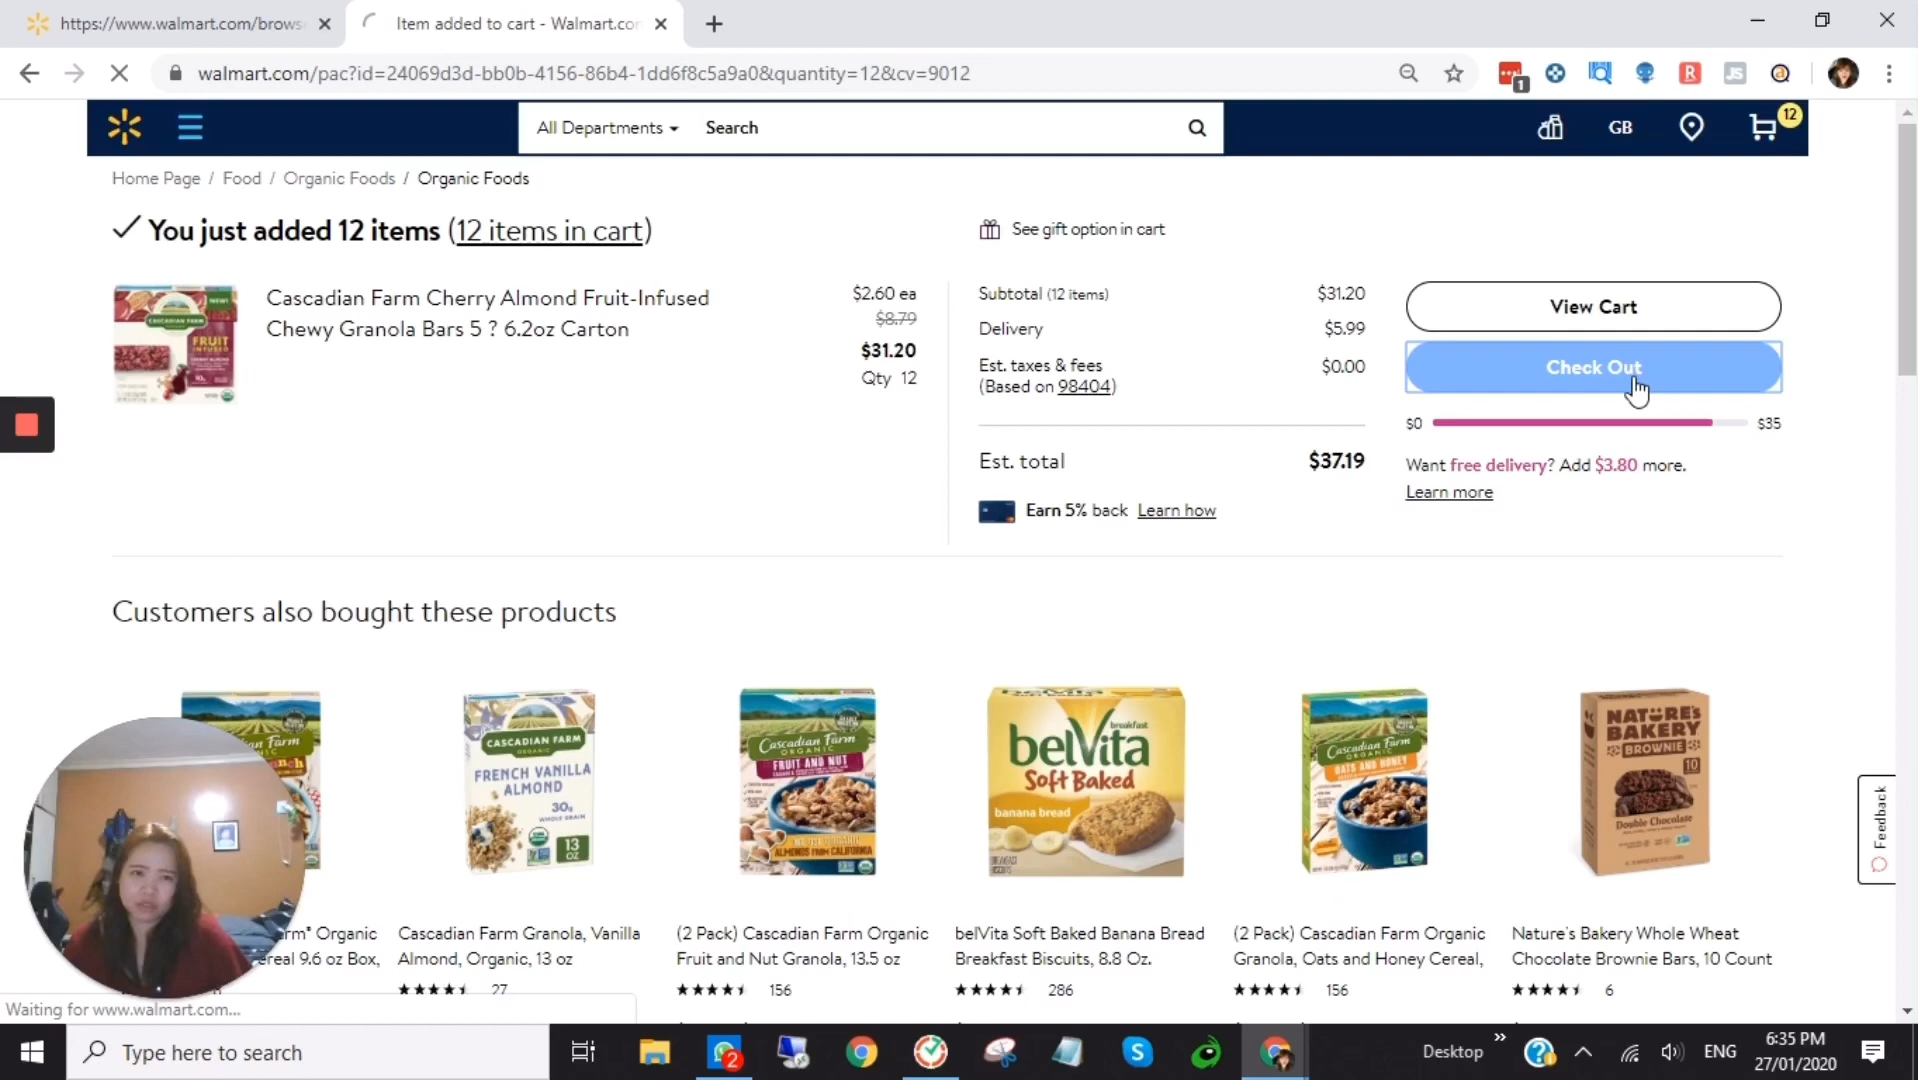 https://www.walmart.com/brows
Item added to cart - Walmart.com
walmart.com/pac?id=24069d3d-bb0b-4156-86b4-1dd6f8c5a9a0&quantity=12&cv=9012
1
R
JS
All Departments
Search
GB
12
Home Page / Food / Organic Foods / Organic Foods
You just added 12 items (12 items in cart)
See gift option in cart
Cascadian Farm Cherry Almond Fruit-Infused
Chewy Granola Bars 5 ? 6.2oz Carton
$2.60 ea
$8.79
$31.20
Qty 12
CASCADIAN FARM
NEW!
FRUIT
INFUSED
Subtotal (12 items) $31.20
Delivery $5.99
Est. taxes & fees $0.00
(Based on 98404)
Est. total $37.19
Earn 5% back Learn how
View Cart
Check Out
$0 $35
Want free delivery? Add $3.80 more.
Learn more
Customers also bought these products
CASCADIAN FARM
ORGANIC
FRENCH VANILLA
ALMOND
30g
WHOLE GRAIN
13
OZ
Cascadian Farm
ORGANIC
FRUIT AND NUT
ALMONDS FROM CALIFORNIA
breakfast
belVita
Soft Baked
banana bread
Cascadian Farm
ORGANIC
OATS AND HONEY
NATURE'S
BAKERY
BROWNIE
10
Double Chocolate
Feedback
rm® Organic
ereal 9.6 oz Box,
Cascadian Farm Granola, Vanilla
Almond, Organic, 13 oz
27
(2 Pack) Cascadian Farm Organic
Fruit and Nut Granola, 13.5 oz
156
belVita Soft Baked Banana Bread
Breakfast Biscuits, 8.8 Oz.
286
(2 Pack) Cascadian Farm Organic
Granola, Oats and Honey Cereal,
156
Nature's Bakery Whole Wheat
Chocolate Brownie Bars, 10 Count
6
Waiting for www.walmart.com...
Type here to search
2
Desktop
ENG
6:35 PM
27/01/2020